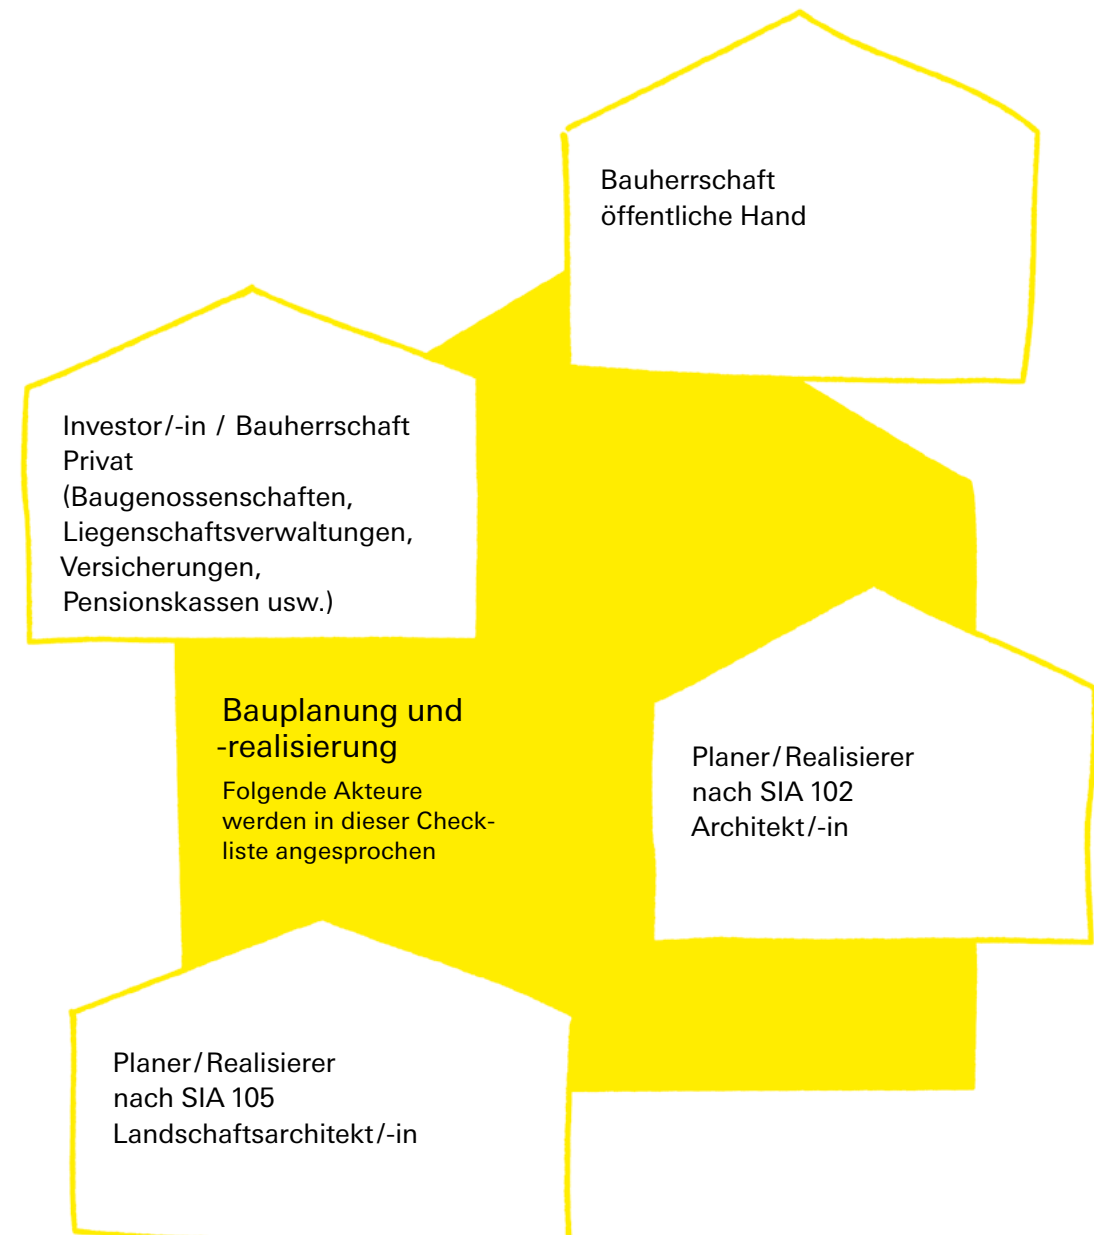 Bauherrschaft
öffentliche Hand
Investor/-in / Bauherrschaft
Privat
(Baugenossenschaften,
Liegenschaftsverwaltungen,
Versicherungen,
Pensionskassen usw.)
Bauplanung und
-realisierung
Folgende Akteure
werden in dieser Check-
liste angesprochen
Planer/Realisierer
nach SIA 102
Architekt/-in
Planer/Realisierer
nach SIA 105
Landschaftsarchitekt/-in